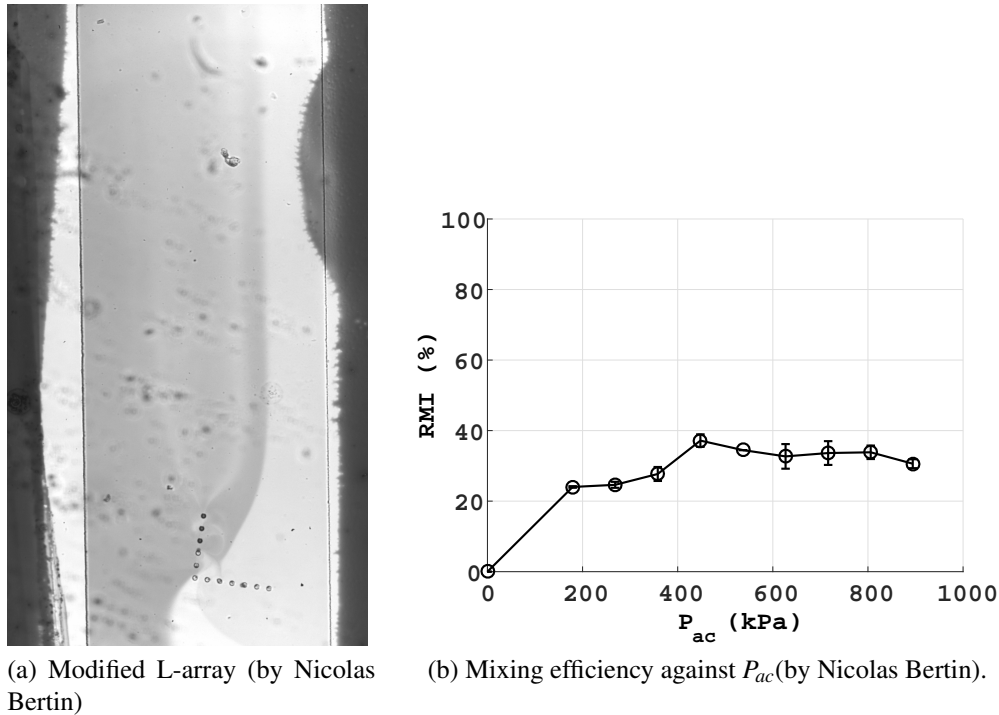 100
80
60
40
20
0
RMI (%)
0 200 400 600 800 1000
P_ac (kPa)
(a) Modified L-array (by Nicolas
Bertin)
(b) Mixing efficiency against P_ac(by Nicolas Bertin).